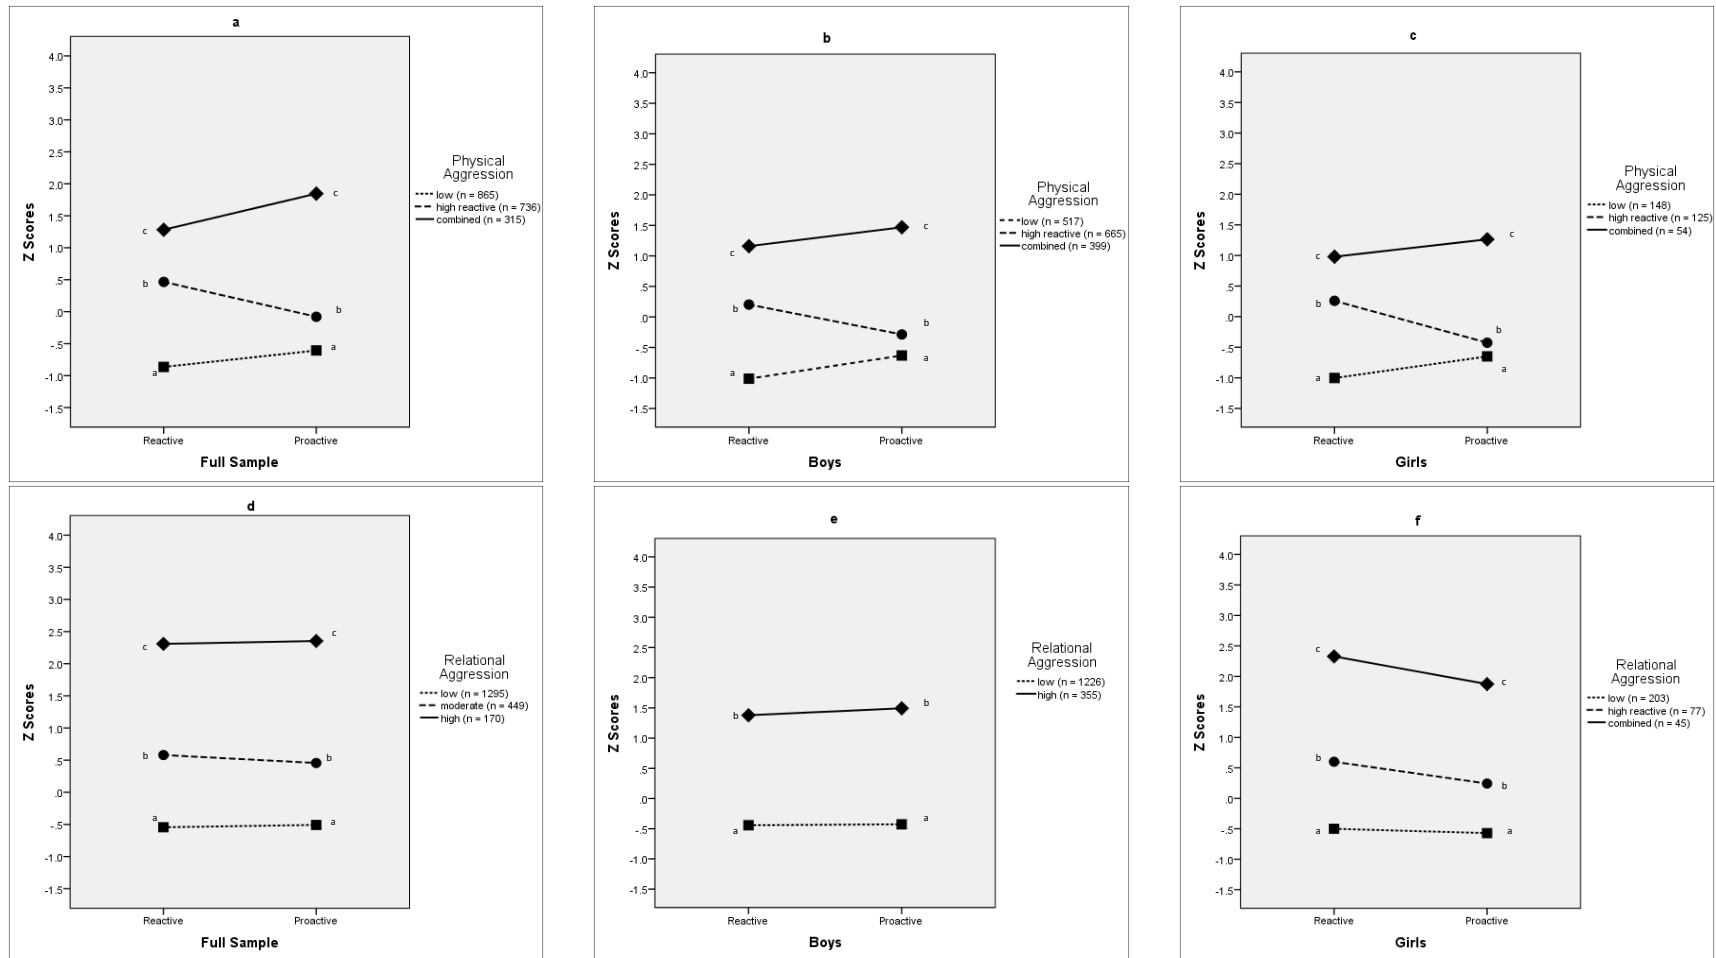 a
4.0
3.5
3.0
2.5
2.0
1.5
1.0
.5
.0
-.5
-1.0
-1.5
Z Scores
c
c
b
b
a
a
Reactive
Proactive
Full Sample
Physical
Aggression
low (n = 865)
high reactive (n = 736)
combined (n = 315)
b
4.0
3.5
3.0
2.5
2.0
1.5
1.0
.5
.0
-.5
-1.0
-1.5
Z Scores
c
c
b
b
a
a
Reactive
Proactive
Boys
Physical
Aggression
low (n = 517)
high reactive (n = 665)
combined (n = 399)
c
4.0
3.5
3.0
2.5
2.0
1.5
1.0
.5
.0
-.5
-1.0
-1.5
Z Scores
c
c
b
b
a
a
Reactive
Proactive
Girls
Physical
Aggression
low (n = 148)
high reactive (n = 125)
combined (n = 54)
d
4.0
3.5
3.0
2.5
2.0
1.5
1.0
.5
.0
-.5
-1.0
-1.5
Z Scores
c
c
b
b
a
a
Reactive
Proactive
Full Sample
Relational
Aggression
low (n = 1295)
moderate (n = 449)
high (n = 170)
e
4.0
3.5
3.0
2.5
2.0
1.5
1.0
.5
.0
-.5
-1.0
-1.5
Z Scores
b
b
a
a
Reactive
Proactive
Boys
Relational
Aggression
low (n = 1226)
high (n = 355)
f
4.0
3.5
3.0
2.5
2.0
1.5
1.0
.5
.0
-.5
-1.0
-1.5
Z Scores
c
c
b
b
a
a
Reactive
Proactive
Girls
Relational
Aggression
low (n = 203)
high reactive (n = 77)
combined (n = 45)